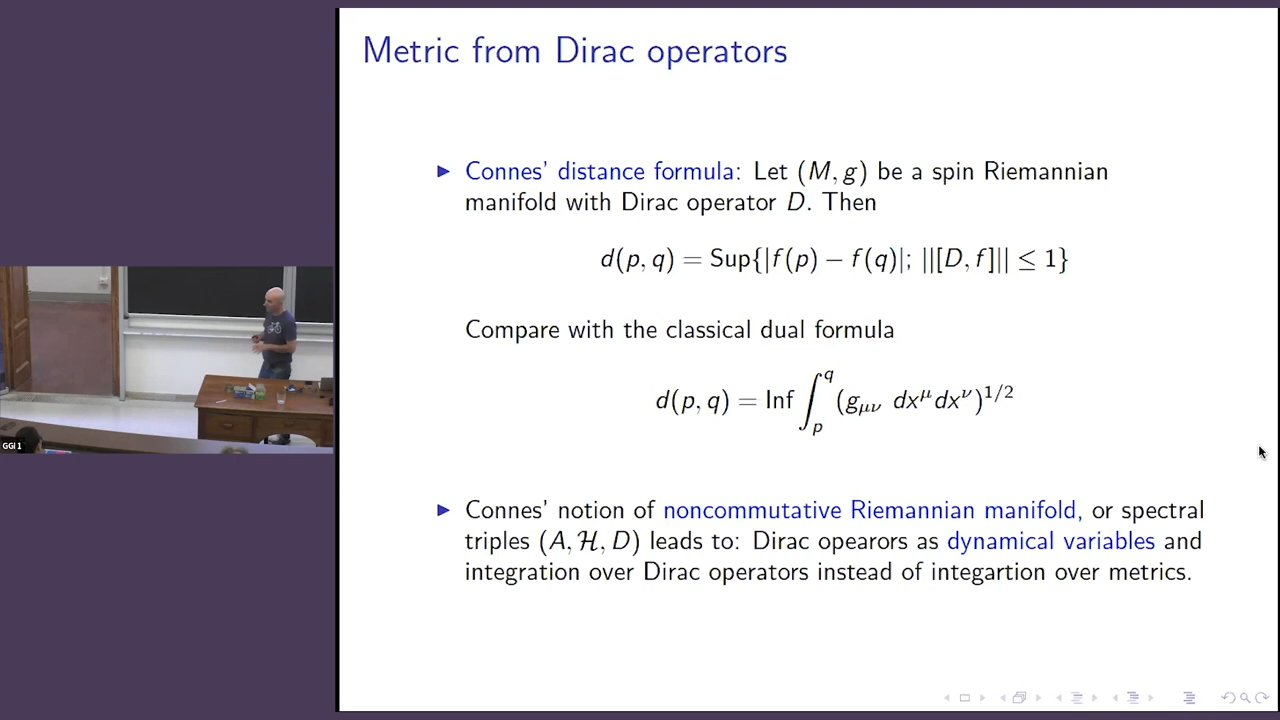 Metric from Dirac operators
▶ Connes' distance formula: Let (M, g) be a spin Riemannian
manifold with Dirac operator D. Then
d(p, q) = Sup{|f(p) − f(q)|; ||[D, f]|| ≤ 1}
Compare with the classical dual formula
d(p, q) = Inf ∫_p^q (g_{μν} dx^μ dx^ν)^{1/2}
▶ Connes' notion of noncommutative Riemannian manifold, or spectral
triples (A, ℋ, D) leads to: Dirac opearors as dynamical variables and
integration over Dirac operators instead of integartion over metrics.
GGI 1